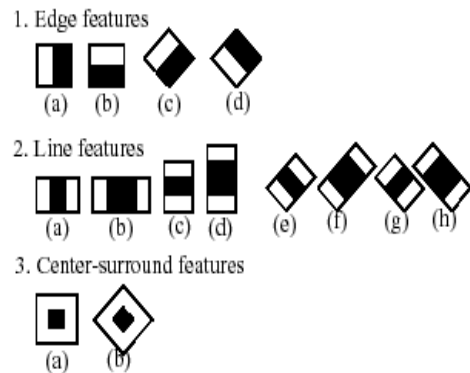 1. Edge features
(a) (b) (c) (d)
2. Line features
(a) (b) (c) (d) (e) (f) (g) (h)
3. Center-surround features
(a) (b)